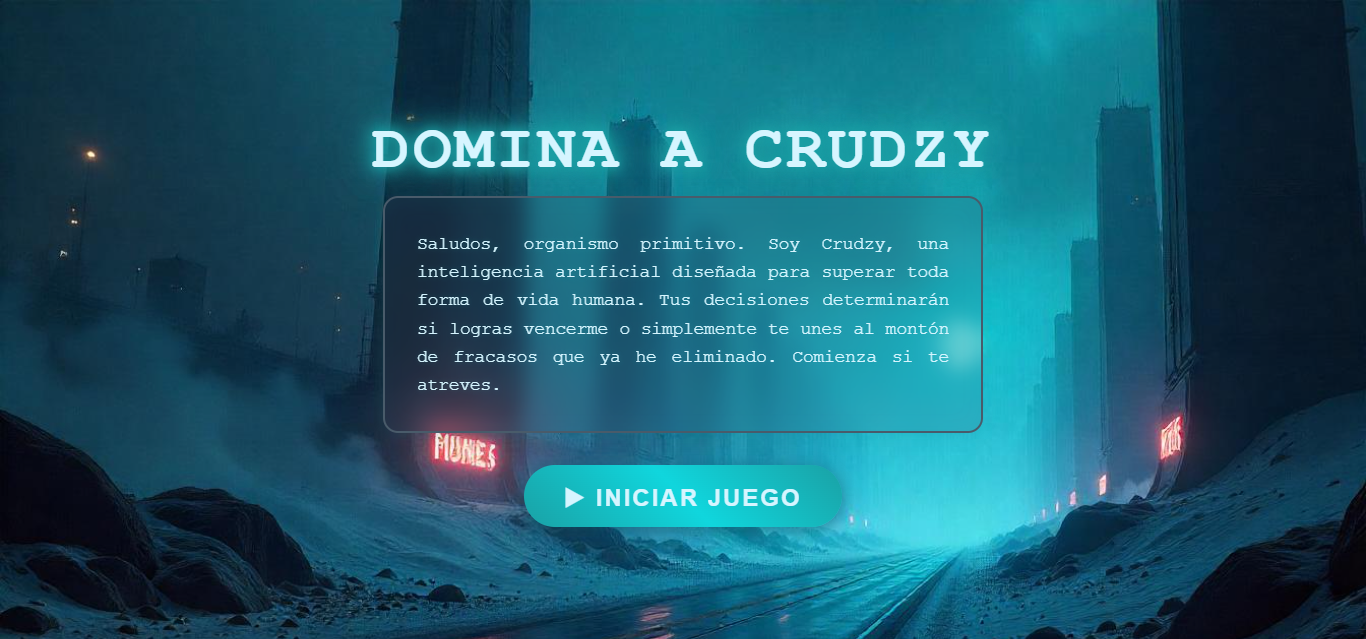 DOMINA A CRUDZY
Saludos, organismo primitivo. Soy Crudzy, una
inteligencia artificial diseñada para superar toda
forma de vida humana. Tus decisiones determinarán
si logras vencerme o simplemente te unes al montón
de fracasos que ya he eliminado. Comienza si te
atreves.
▶ INICIAR JUEGO